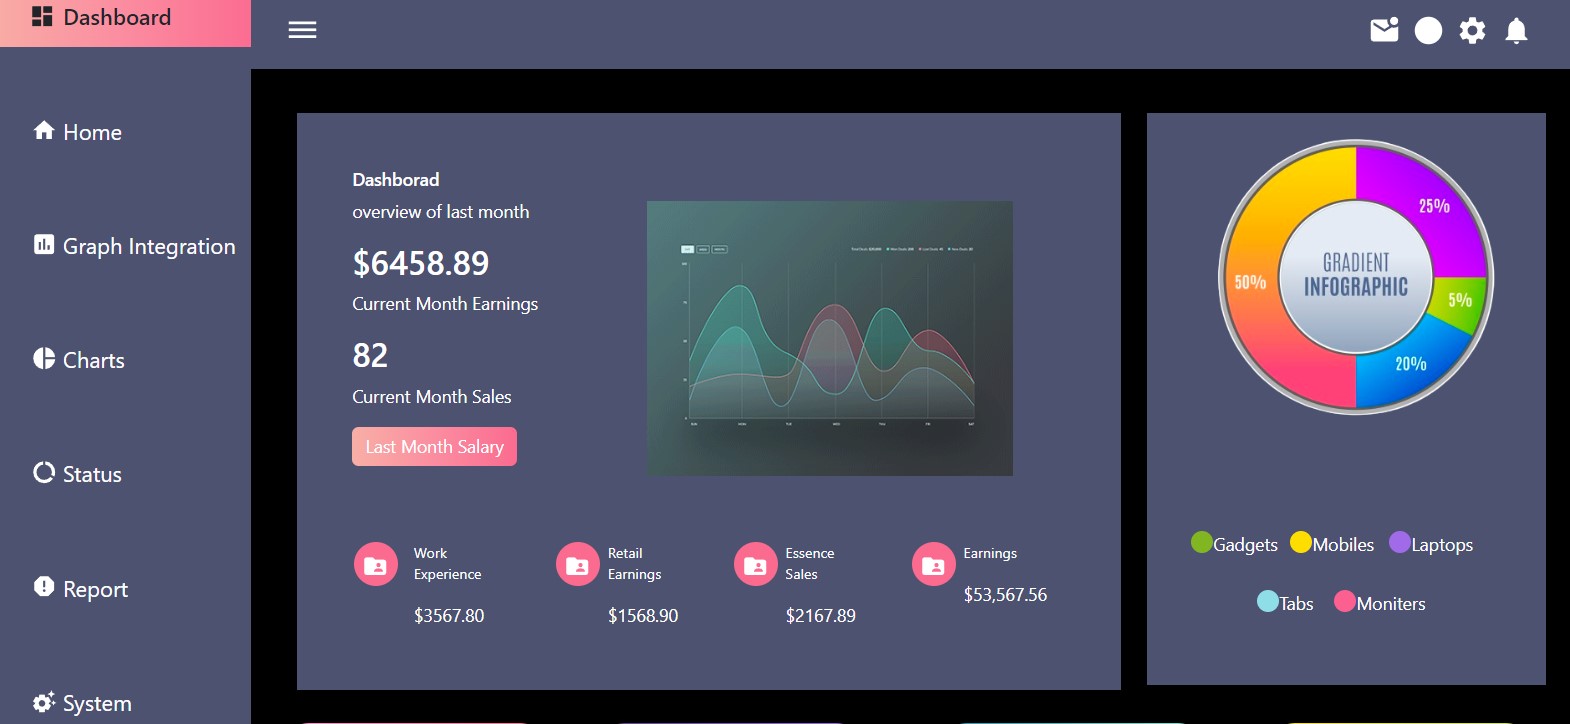 Dashboard
Home
Graph Integration
Charts
Status
Report
System
Dashborad
overview of last month
$6458.89
Current Month Earnings
82
Current Month Sales
Last Month Salary
Work
Experience
$3567.80
Retail
Earnings
$1568.90
Essence
Sales
$2167.89
Earnings
$53,567.56
25%
50%
5%
20%
GRADIENT
INFOGRAPHIC
Gadgets
Mobiles
Laptops
Tabs
Moniters